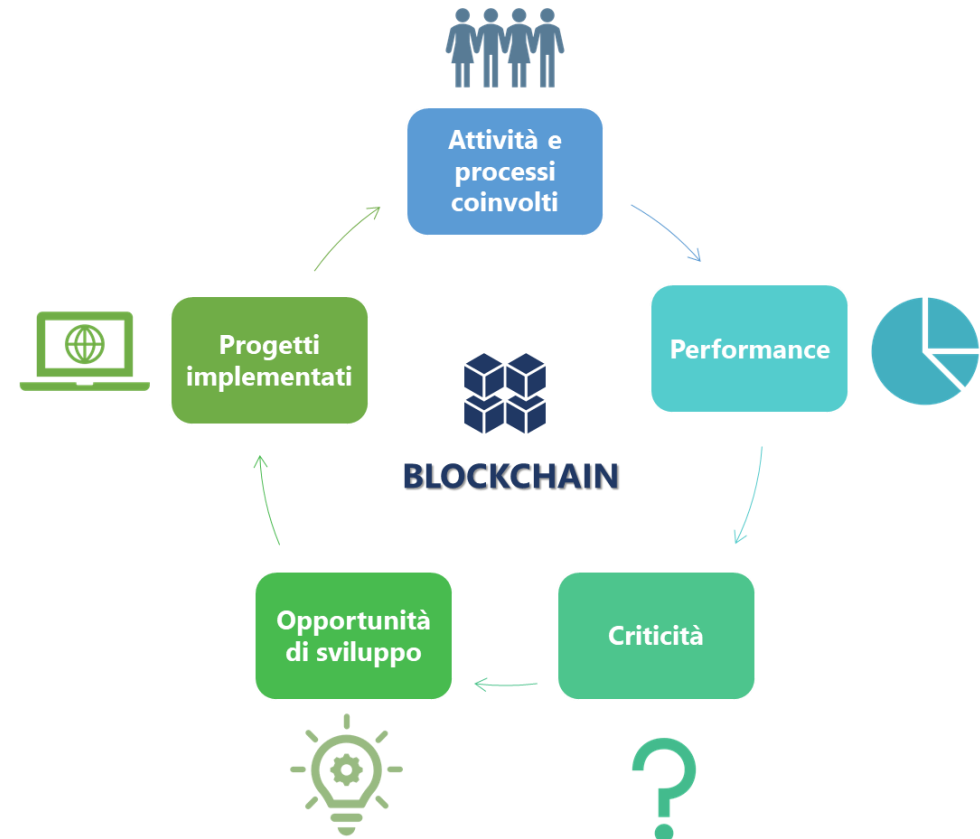 Attività e
processi
coinvolti
Performance
Criticità
Opportunità
di sviluppo
Progetti
implementati
BLOCKCHAIN